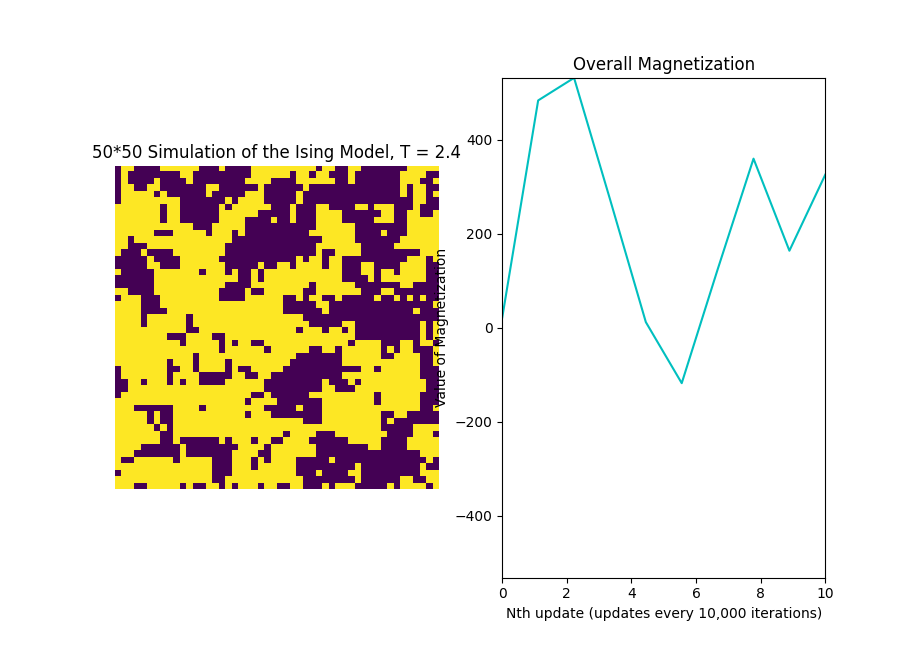 50*50 Simulation of the Ising Model, T = 2.4
Overall Magnetization
Value of Magnetization
400
200
0
−200
−400
0 2 4 6 8 10
Nth update (updates every 10,000 iterations)